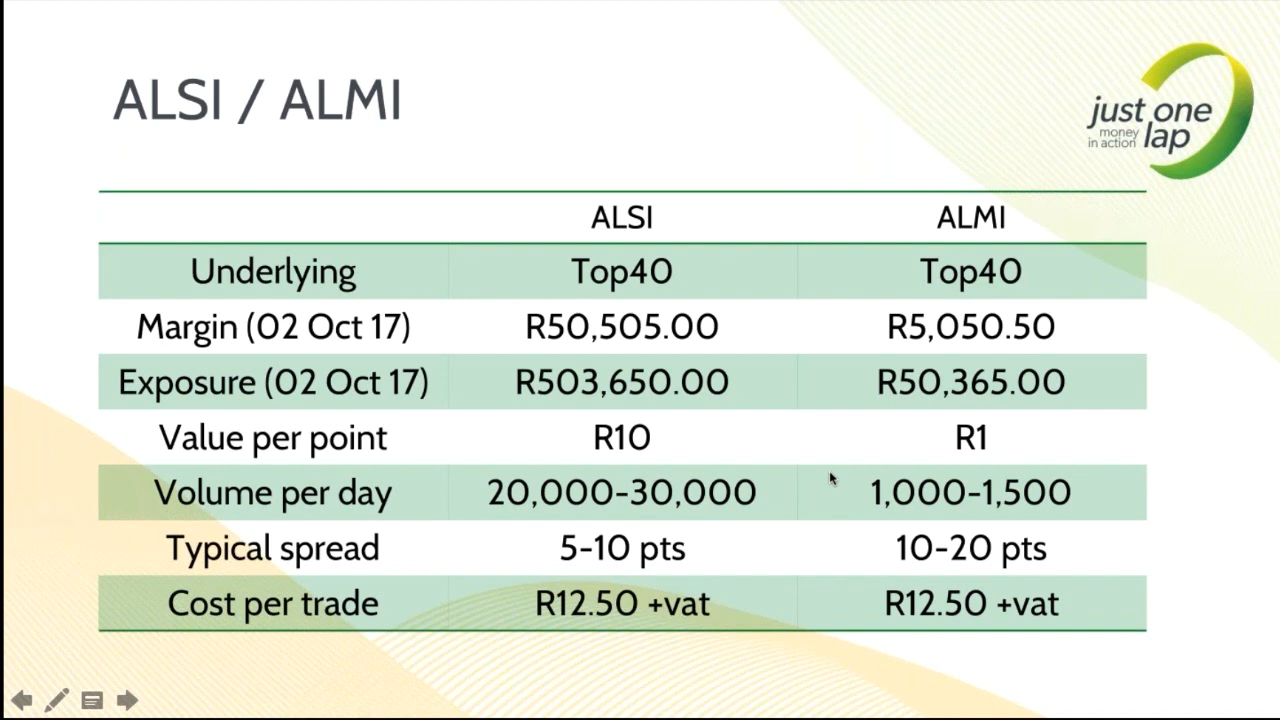 ALSI / ALMI
just one
money
in action lap
ALSI ALMI
Underlying Top40 Top40
Margin (02 Oct 17) R50,505.00 R5,050.50
Exposure (02 Oct 17) R503,650.00 R50,365.00
Value per point R10 R1
Volume per day 20,000-30,000 1,000-1,500
Typical spread 5-10 pts 10-20 pts
Cost per trade R12.50 +vat R12.50 +vat